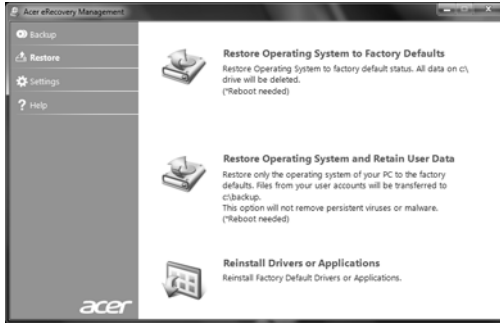 Acer eRecovery Management
Backup
Restore
Settings
Help
Restore Operating System to Factory Defaults
Restore Operating System to factory default status. All data on c:\
drive will be deleted.
(*Reboot needed)
Restore Operating System and Retain User Data
Restore only the operating system of your PC to the factory
defaults. Files from your user accounts will be transferred to
c:\backup.
This option will not remove persistent viruses or malware.
(*Reboot needed)
Reinstall Drivers or Applications
Reinstall Factory Default Drivers or Applications.
acer